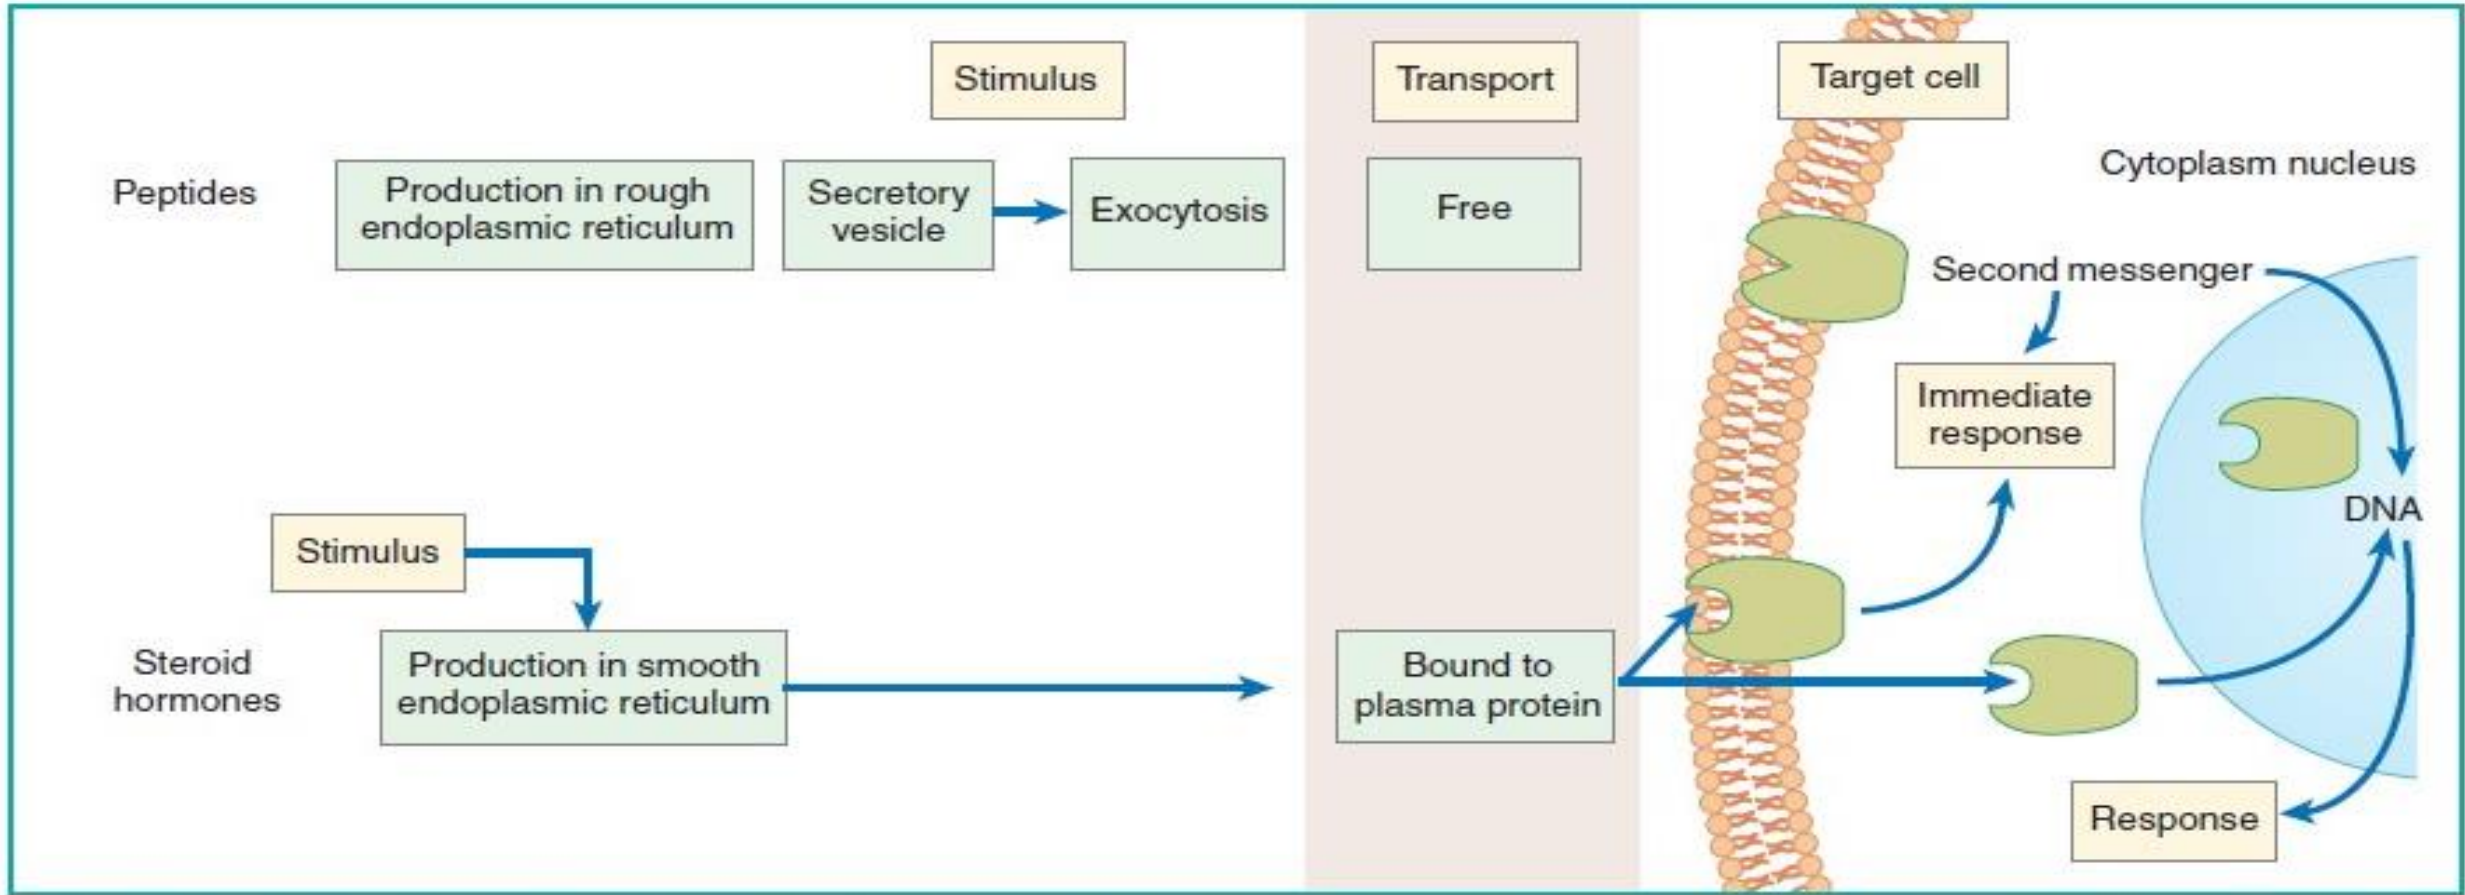 Stimulus
Transport
Target cell
Cytoplasm nucleus
Peptides
Production in rough
endoplasmic reticulum
Secretory
vesicle
Exocytosis
Free
Second messenger
Immediate
response
DNA
Stimulus
Steroid
hormones
Production in smooth
endoplasmic reticulum
Bound to
plasma protein
Response